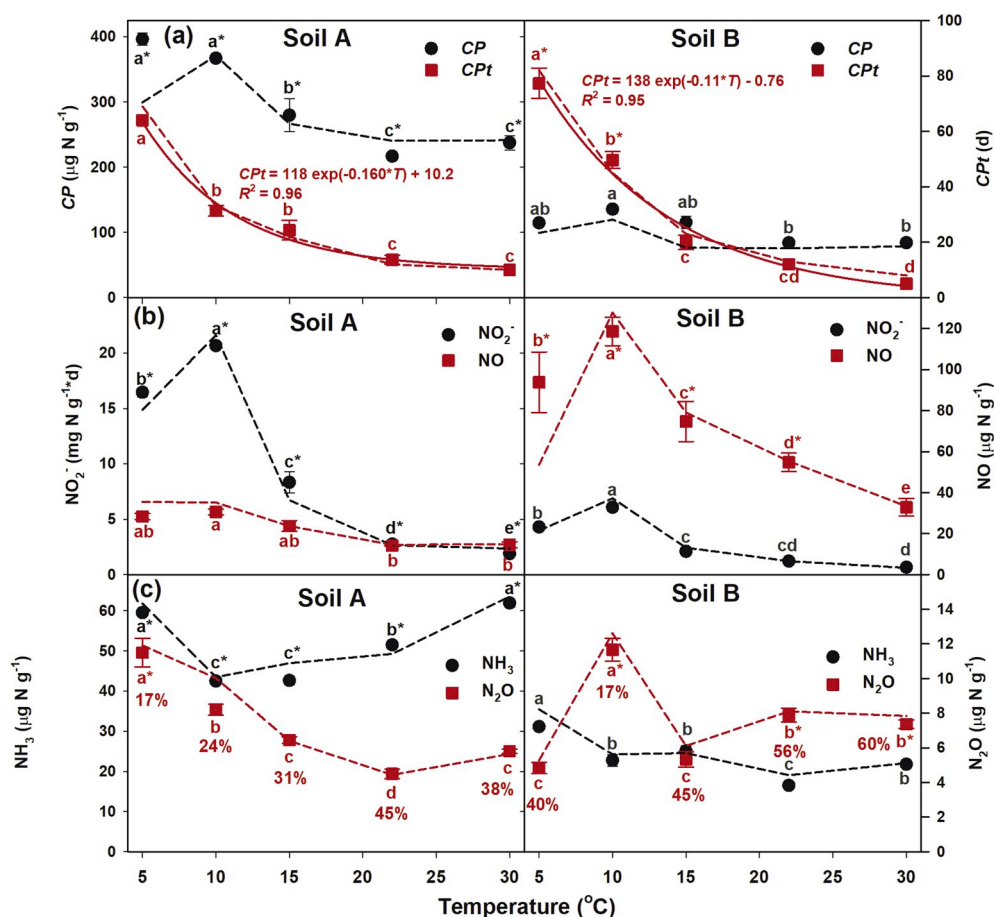 (a)
Soil A
CP
CPt
a*
a*
b*
c*
c*
a
b
b
c
c
CPt = 118 exp(-0.160*T) + 10.2
R² = 0.96
400
300
200
100
0
CP (µg N g⁻¹)
Soil B
CP
CPt
a*
b*
CPt = 138 exp(-0.11*T) - 0.76
R² = 0.95
ab
a
ab
b
b
c
cd
d
100
80
60
40
20
0
CPt (d)
(b)
Soil A
NO₂⁻
NO
b*
a*
c*
d*
e*
ab
a
ab
b
b
20
15
10
5
0
NO₂⁻ (mg N g⁻¹*d)
Soil B
NO₂⁻
NO
b*
a*
c*
d*
e
b
a
c
cd
d
120
100
80
60
40
20
0
NO (µg N g⁻¹)
(c)
Soil A
NH₃
N₂O
a*
c*
c*
b*
a*
a*
b
c
d
c
17%
24%
31%
45%
38%
60
50
40
30
20
10
0
NH₃ (µg N g⁻¹)
5
10
15
20
25
30
Soil B
NH₃
N₂O
a
b
b
c
b
c
a*
c
b*
b*
40%
17%
45%
56%
60%
14
12
10
8
6
4
2
0
N₂O (µg N g⁻¹)
5
10
15
20
25
30
Temperature (°C)